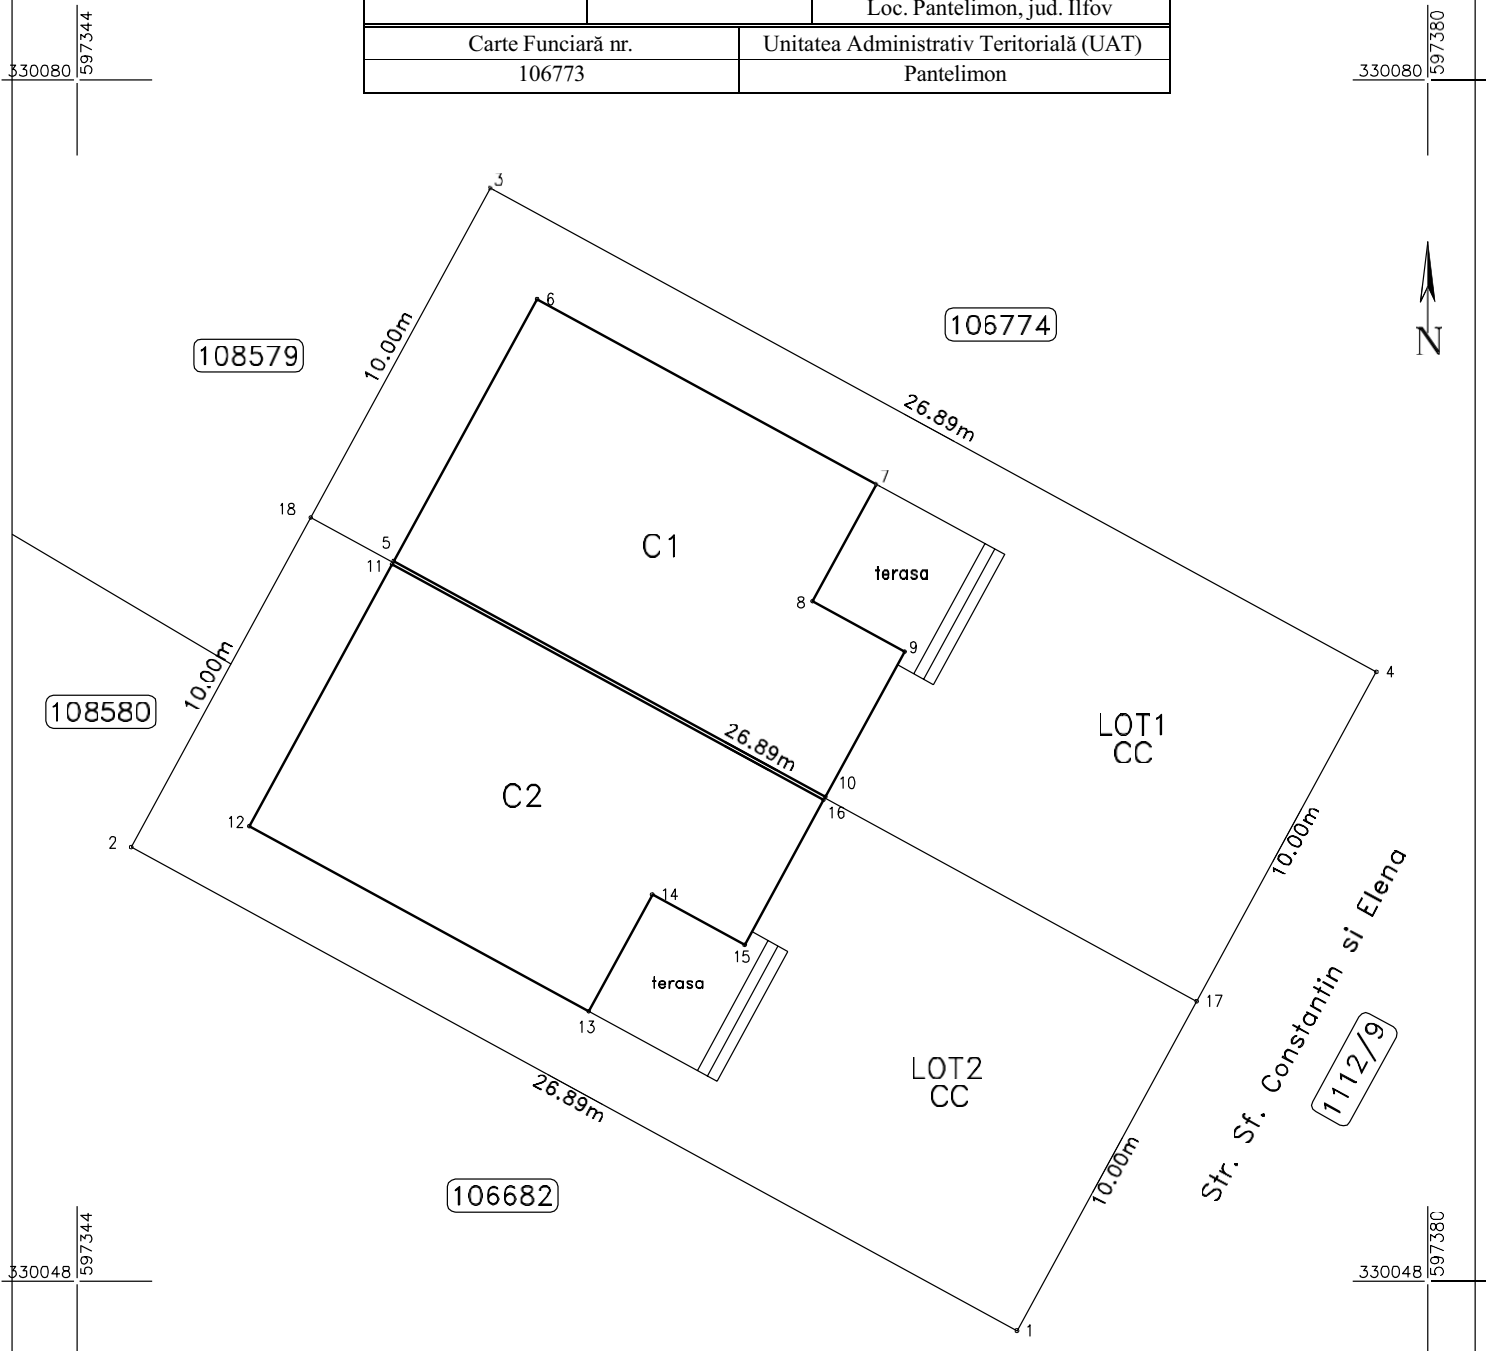 Loc. Pantelimon, jud. Ilfov
Carte Funciară nr.
Unitatea Administrativ Teritorială (UAT)
106773
Pantelimon
597344
330080
597380
330080
3
6
106774
N
108579
10.00m
26.89m
7
18
5
11
C1
terasa
8
9
4
10.00m
108580
LOT1
CC
26.89m
10
16
C2
12
2
10.00m
14
15
terasa
13
17
Str. Sf. Constantin si Elena
1112/9
LOT2
CC
26.89m
10.00m
106682
597344
330048
597380
330048
1